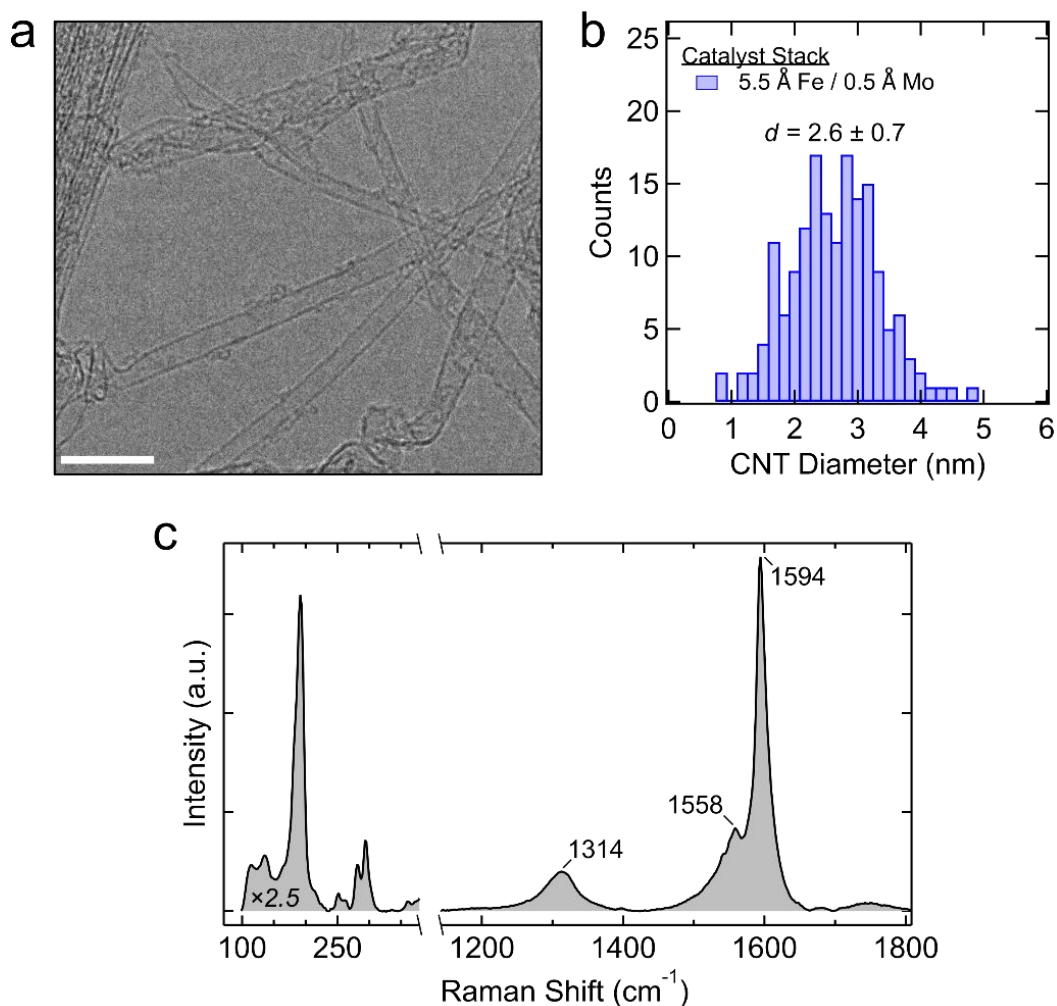 a
b
25
20
15
10
5
0
Counts
Catalyst Stack
5.5 Å Fe / 0.5 Å Mo
d = 2.6 ± 0.7
0 1 2 3 4 5 6
CNT Diameter (nm)
c
Intensity (a.u.)
×2.5
1314
1558
1594
100 250 1200 1400 1600 1800
Raman Shift (cm⁻¹)